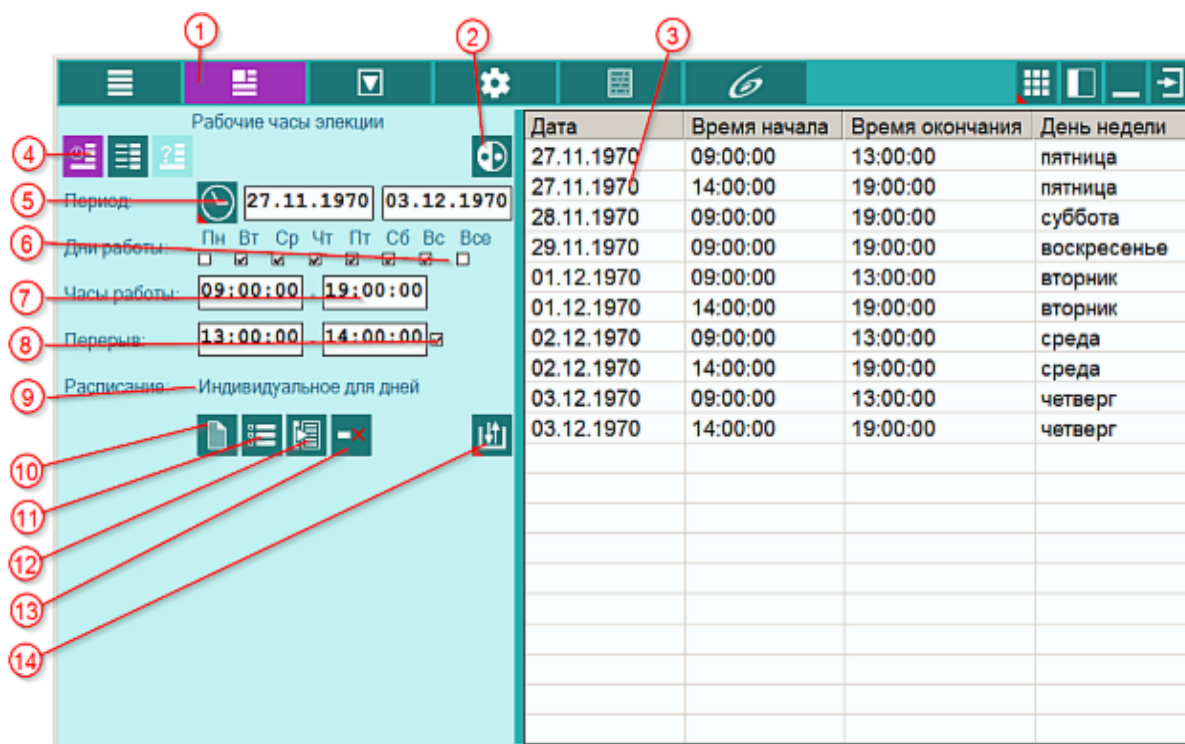 1
2
3
Рабочие часы элекции
4
5
Период:
27.11.1970
03.12.1970
6
Дни работы:
Пн Вт Ср Чт Пт Сб Вс Все
7
Часы работы:
09:00:00 - 19:00:00
8
Перерыв:
13:00:00 - 14:00:00
9
Расписание:
Индивидуальное для дней
10
11
12
13
14
Дата Время начала Время окончания День недели
27.11.1970 09:00:00 13:00:00 пятница
27.11.1970 14:00:00 19:00:00 пятница
28.11.1970 09:00:00 19:00:00 суббота
29.11.1970 09:00:00 19:00:00 воскресенье
01.12.1970 09:00:00 13:00:00 вторник
01.12.1970 14:00:00 19:00:00 вторник
02.12.1970 09:00:00 13:00:00 среда
02.12.1970 14:00:00 19:00:00 среда
03.12.1970 09:00:00 13:00:00 четверг
03.12.1970 14:00:00 19:00:00 четверг